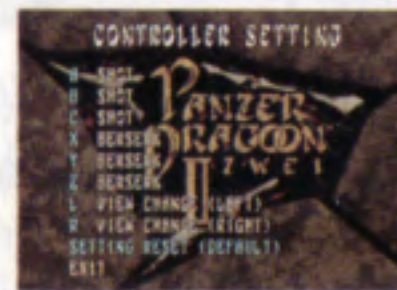 CONTROLLER SETTING
A SHOT
B SHOT
C SHOT
X BERSERK
Y BERSERK
Z BERSERK
L VIEW CHANGE (LEFT)
R VIEW CHANGE (RIGHT)
SETTING RESET (DEFAULT)
EXIT
PANZER
DRAGOON
II ZWEI